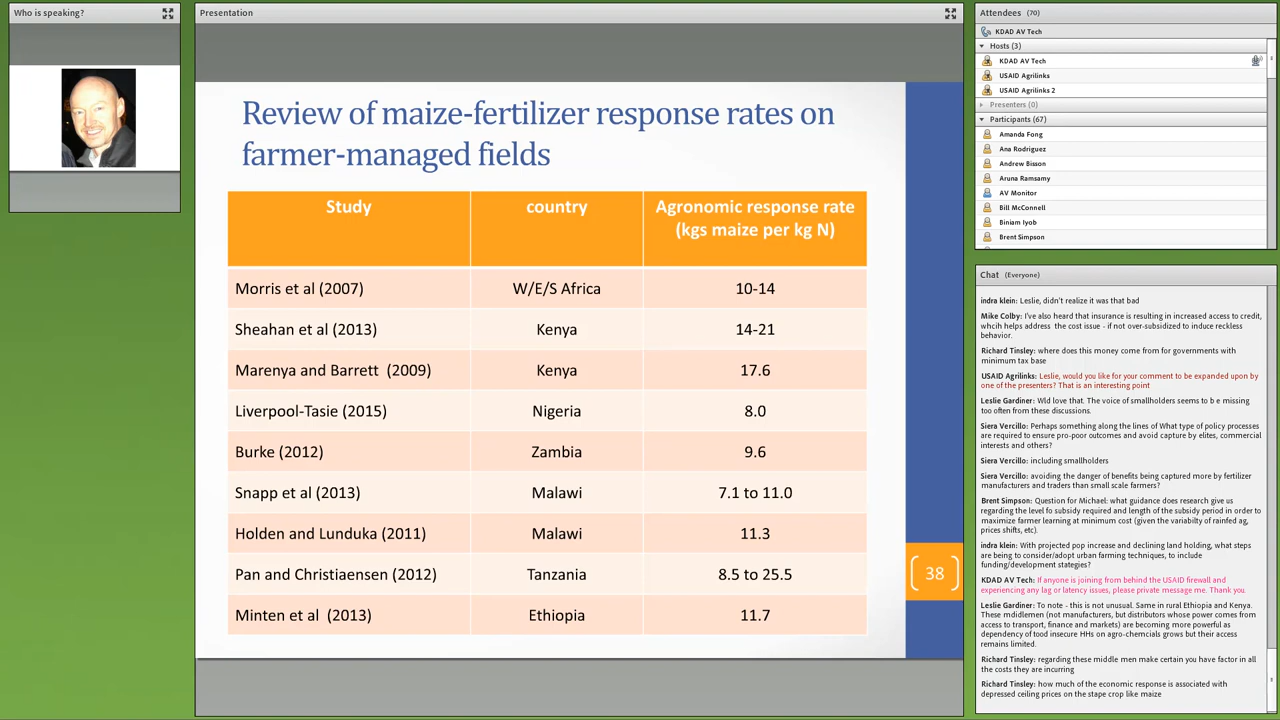 Who is speaking?
Presentation
Review of maize-fertilizer response rates on
farmer-managed fields
Study country Agronomic response rate
(kgs maize per kg N)
Morris et al (2007) W/E/S Africa 10-14
Sheahan et al (2013) Kenya 14-21
Marenya and Barrett (2009) Kenya 17.6
Liverpool-Tasie (2015) Nigeria 8.0
Burke (2012) Zambia 9.6
Snapp et al (2013) Malawi 7.1 to 11.0
Holden and Lunduka (2011) Malawi 11.3
Pan and Christiaensen (2012) Tanzania 8.5 to 25.5
Minten et al (2013) Ethiopia 11.7
38
Attendees (70)
KDAD AV Tech
Hosts (3)
KDAD AV Tech
USAID Agrilinks
USAID Agrilinks 2
Presenters (0)
Participants (67)
Amanda Fong
Ana Rodriguez
Andrew Bisson
Aruna Ramsamy
AV Monitor
Bill McConnell
Biniam Iyob
Brent Simpson
Chat (Everyone)
indra klein: Leslie, didn't realize it was that bad
Mike Colby: I've also heard that insurance is resulting in increased access to credit,
whcih helps address the cost issue - if not over-subsidized to induce reckless
behavior.
Richard Tinsley: where does this money come from for governments with
minimum tax base
USAID Agrilinks: Leslie, would you like for your comment to be expanded upon by
one of the presenters? That is an interesting point
Leslie Gardiner: Wld love that. The voice of smallholders seems to b e missing
too often from these discussions.
Siera Vercillo: Perhaps something along the lines of What type of policy processes
are required to ensure pro-poor outcomes and avoid capture by elites, commercial
interests and others?
Siera Vercillo: including smallholders
Siera Vercillo: avoiding the danger of benefits being captured more by fertilizer
manufacturers and traders than small scale farmers?
Brent Simpson: Question for Michael: what guidance does research give us
regarding the level fo subsidy required and length of the subsidy period in order to
maximize farmer learning at minimum cost (given the variabilty of rainfed ag,
prices shifts, etc).
indra klein: With projected pop increase and declining land holding, what steps
are being to consider/adopt urban farming techniques, to include
funding/development stategies?
KDAD AV Tech: If anyone is joining from behind the USAID firewall and
experiencing any lag or latency issues, please private message me. Thank you.
Leslie Gardiner: To note - this is not unusual. Same in rural Ethiopia and Kenya.
These middlemen (not manufacturers, but distributors whose power comes from
access to transport, finance and markets) are becoming more powerful as
dependency of tood insecure HHs on agro-chemcials grows but their access
remains limited.
Richard Tinsley: regarding these middle men make certain you have factor in all
the costs they are incurring
Richard Tinsley: how much of the economic response is associated with
depressed ceiling prices on the stape crop like maize